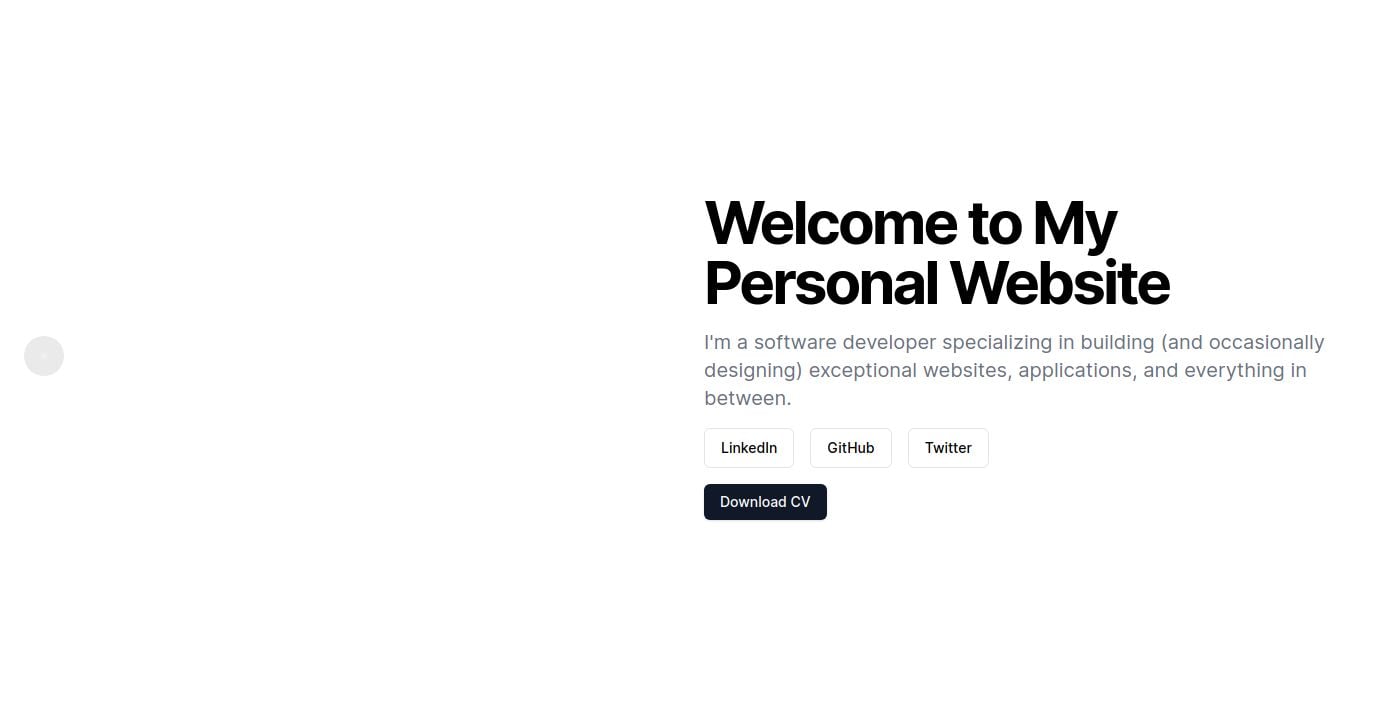 Welcome to My
Personal Website
I'm a software developer specializing in building (and occasionally
designing) exceptional websites, applications, and everything in
between.
LinkedIn
GitHub
Twitter
Download CV